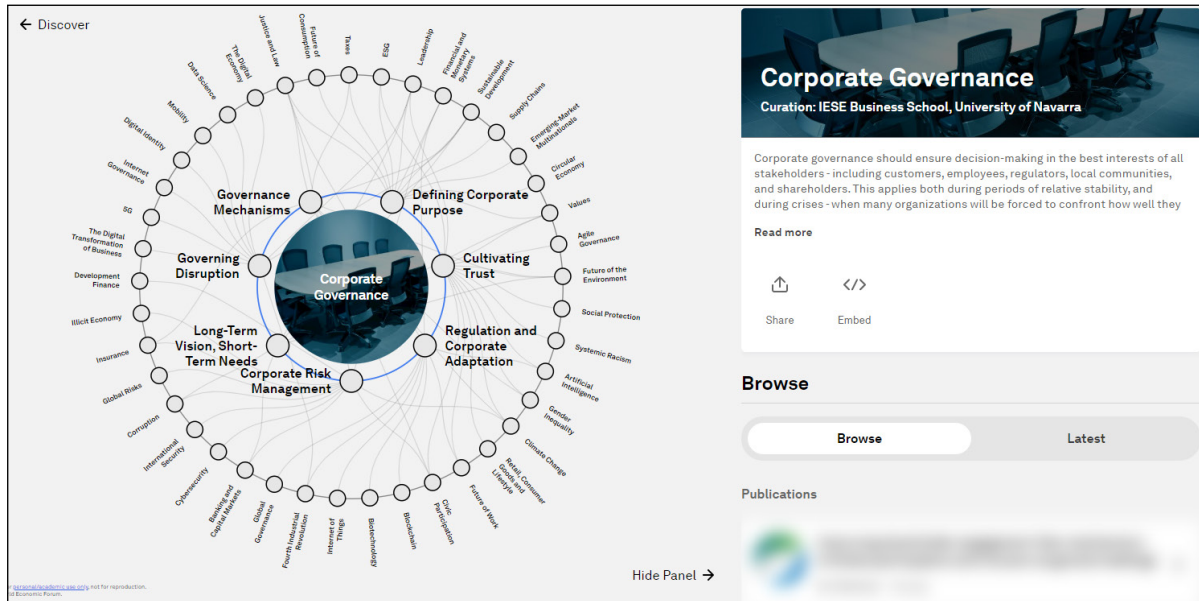 ← Discover
Justice and Law
Future of
Consumption
Taxes
ESG
Leadership
Financial and
Monetary
Systems
Sustainable
Development
Supply Chains
Emerging-Market
Multinationals
Circular
Economy
Values
Agile
Governance
Future of the
Environment
Social Protection
Systemic Racism
Artificial
Intelligence
Gender
Inequality
Climate Change
Retail, Consumer
Goods and
Lifestyle
Future of Work
Civic
Participation
Blockchain
Biotechnology
Internet of
Things
Fourth Industrial
Revolution
Global
Governance
Banking and
Capital Markets
Cybersecurity
International
Security
Corruption
Global Risks
Insurance
Illicit Economy
Development
Finance
The Digital
Transformation
of Business
5G
Internet
Governance
Digital Identity
Mobility
Data Science
The Digital
Economy
Governance
Mechanisms
Defining Corporate
Purpose
Governing
Disruption
Cultivating
Trust
Corporate
Governance
Long-Term
Vision, Short-
Term Needs
Regulation and
Corporate
Adaptation
Corporate Risk
Management
personal/academic use only, not for reproduction.
Economic Forum.
Hide Panel →
Corporate Governance
Curation: IESE Business School, University of Navarra
Corporate governance should ensure decision-making in the best interests of all
stakeholders - including customers, employees, regulators, local communities,
and shareholders. This applies both during periods of relative stability, and
during crises - when many organizations will be forced to confront how well they
Read more
Share
</> 
Embed
Browse
Browse
Latest
Publications